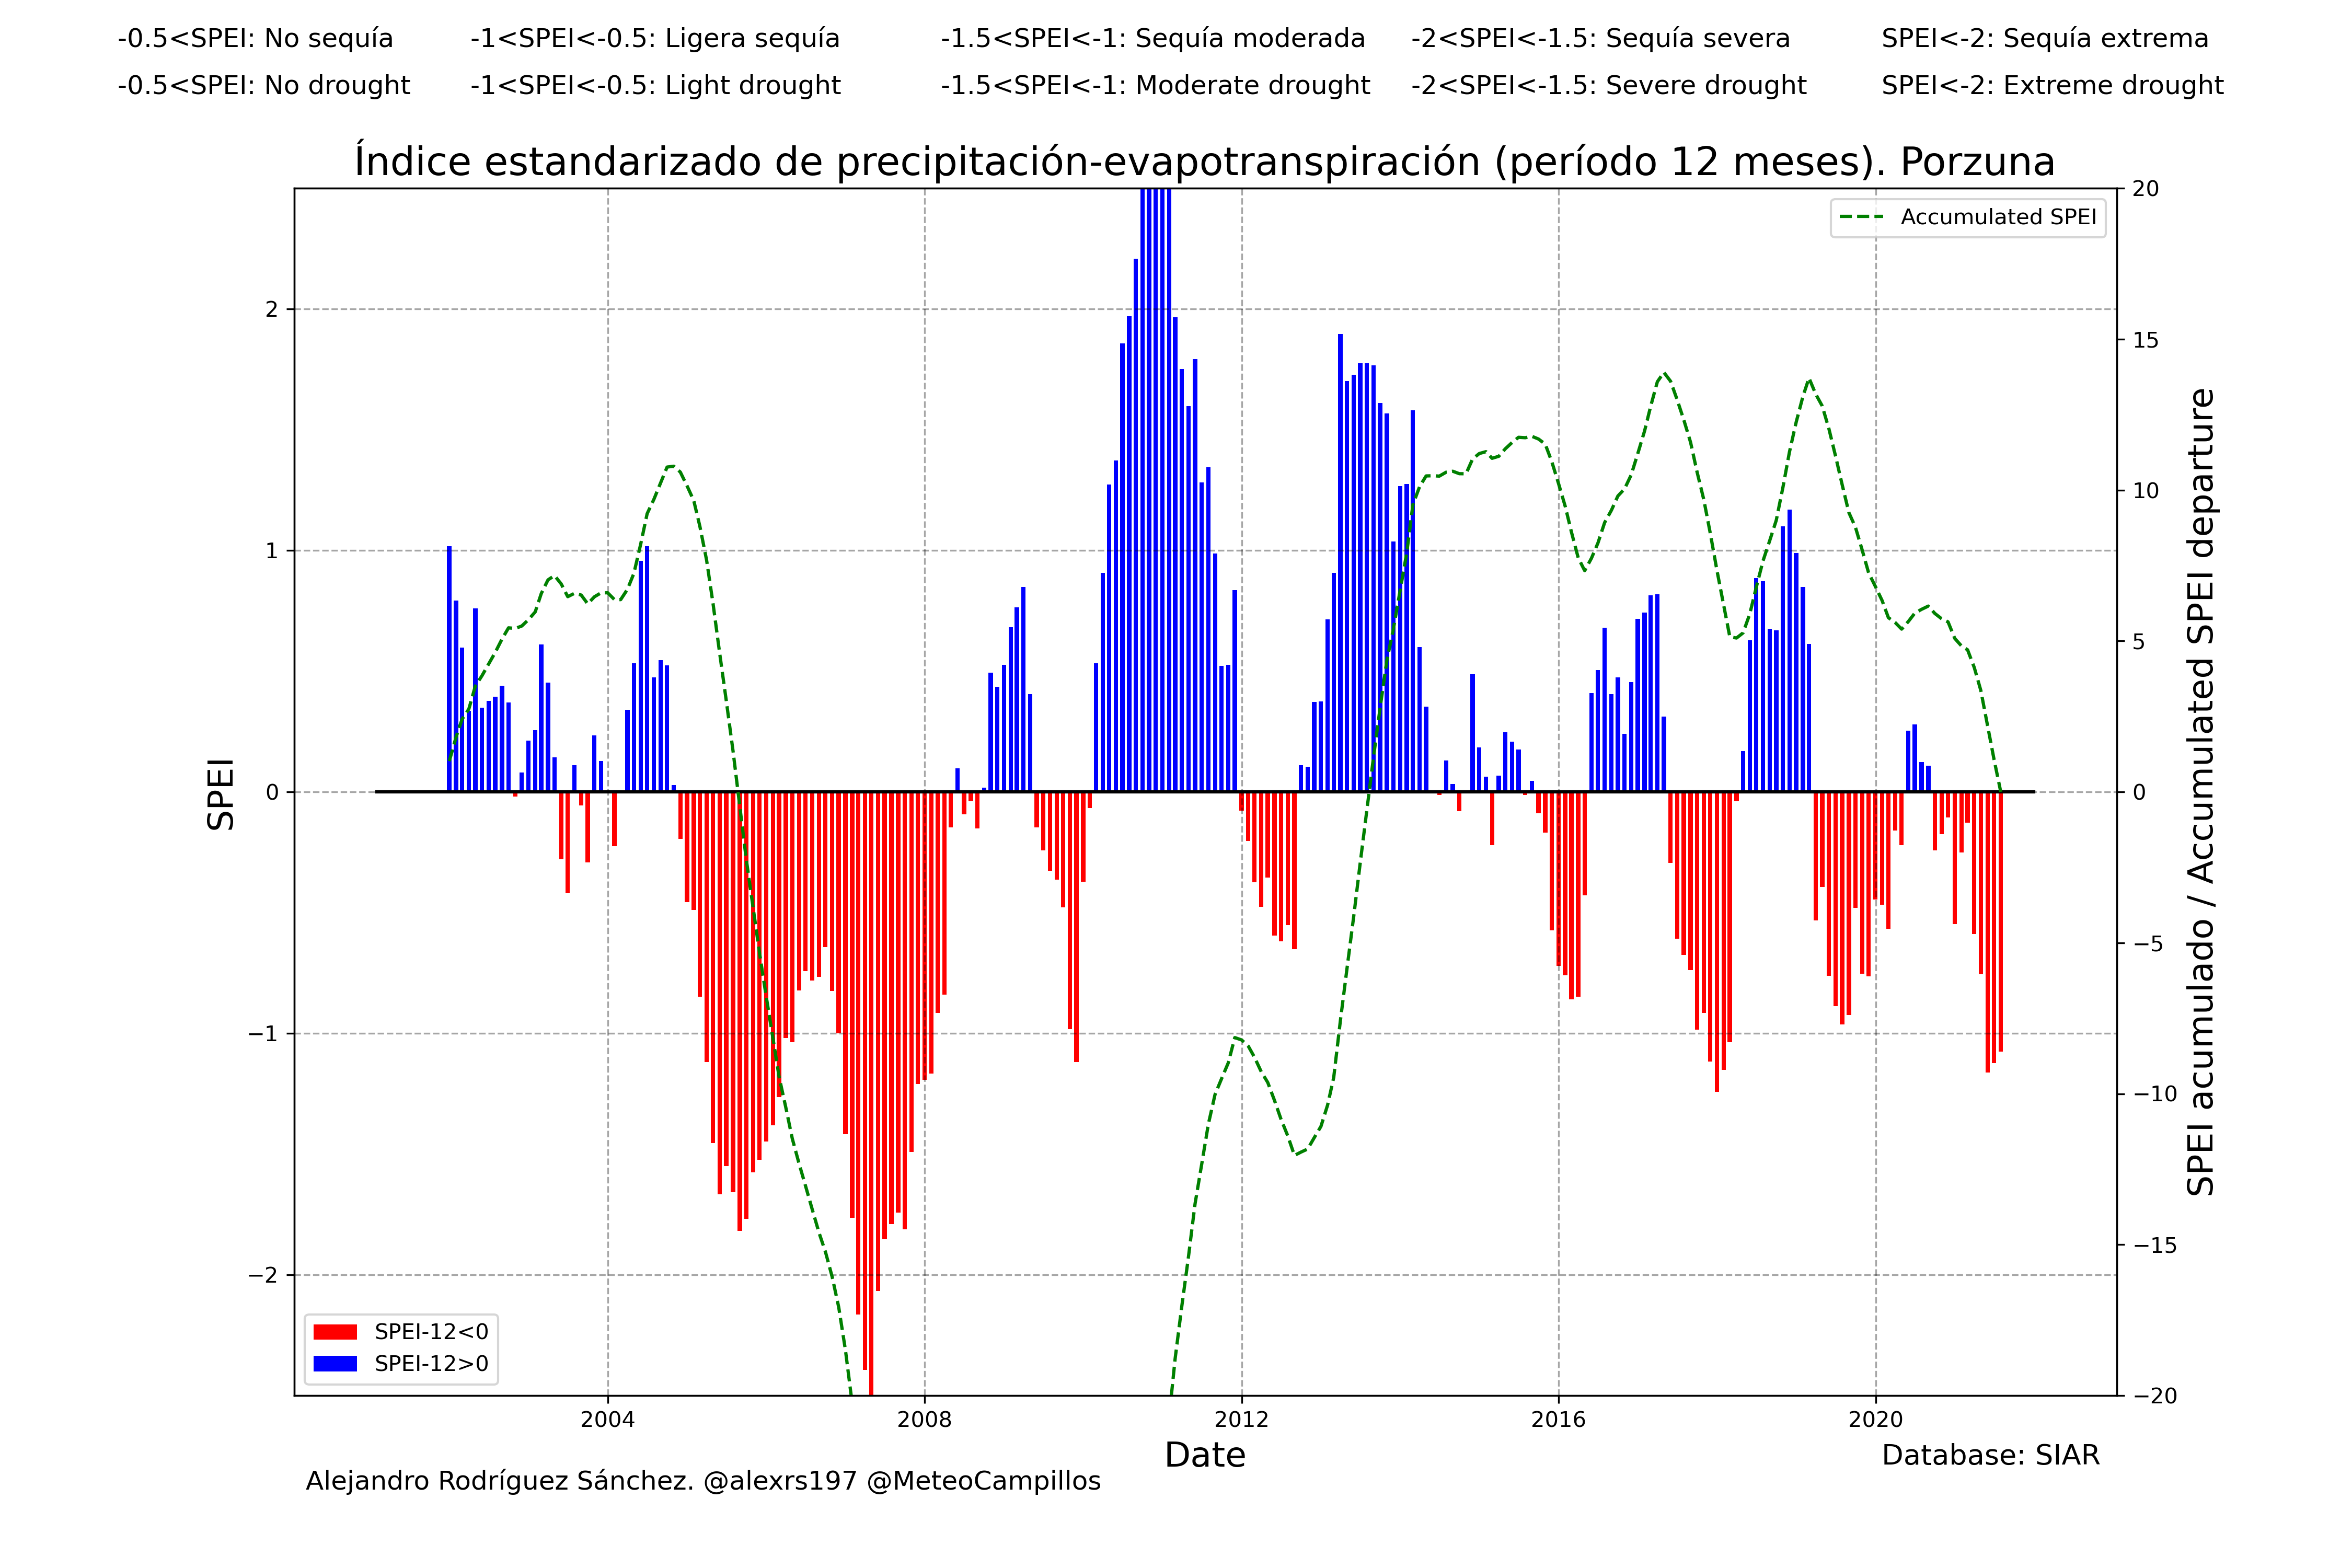 -0.5<SPEI: No sequía -1<SPEI<-0.5: Ligera sequía -1.5<SPEI<-1: Sequía moderada -2<SPEI<-1.5: Sequía severa SPEI<-2: Sequía extrema
-0.5<SPEI: No drought -1<SPEI<-0.5: Light drought -1.5<SPEI<-1: Moderate drought -2<SPEI<-1.5: Severe drought SPEI<-2: Extreme drought
Índice estandarizado de precipitación-evapotranspiración (período 12 meses). Porzuna
Accumulated SPEI
SPEI
2
1
0
−1
−2
20
15
10
5
0
−5
−10
−15
−20
SPEI acumulado / Accumulated SPEI departure
SPEI-12<0
SPEI-12>0
2004 2008 2012 2016 2020
Date
Database: SIAR
Alejandro Rodríguez Sánchez. @alexrs197 @MeteoCampillos